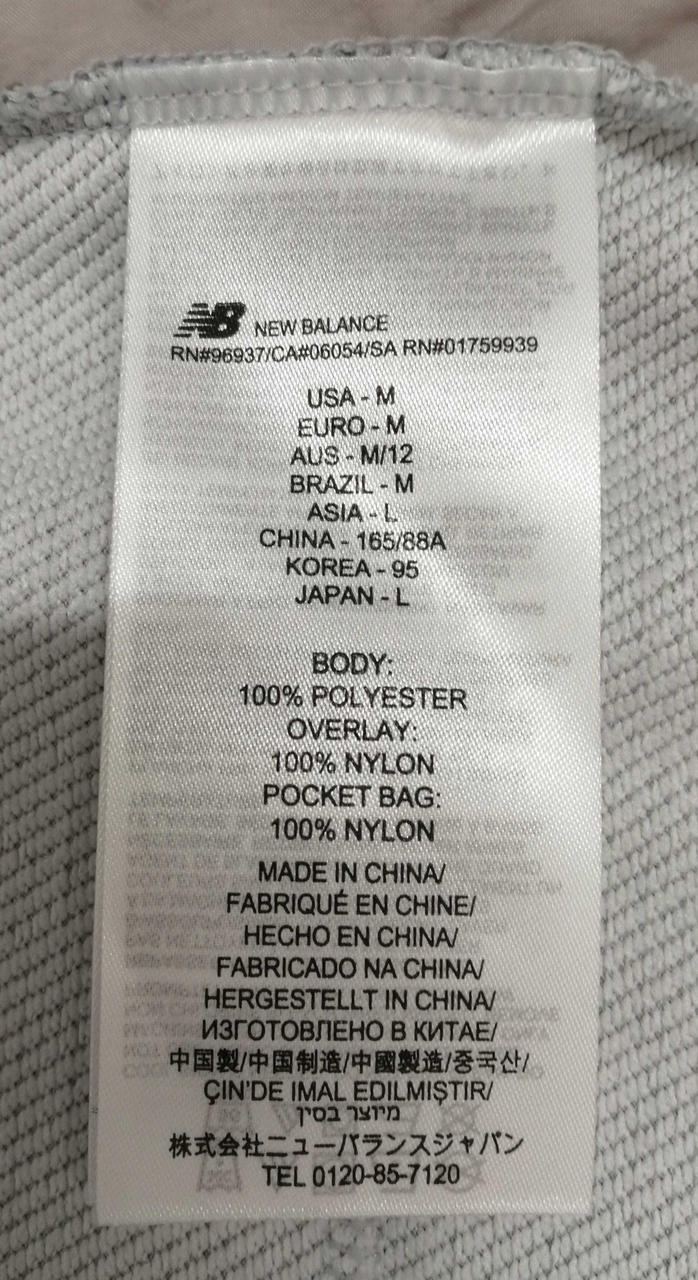 NB NEW BALANCE
RN#96937/CA#06054/SA RN#01759939
USA - M
EURO - M
AUS - M/12
BRAZIL - M
ASIA - L
CHINA - 165/88A
KOREA - 95
JAPAN - L
BODY:
100% POLYESTER
OVERLAY:
100% NYLON
POCKET BAG:
100% NYLON
MADE IN CHINA/
FABRIQUÉ EN CHINE/
HECHO EN CHINA/
FABRICADO NA CHINA/
HERGESTELLT IN CHINA/
ИЗГОТОВЛЕНО В КИТАЕ/
中国製/中国制造/中國製造/중국산/
ÇIN'DE IMAL EDILMIŞTIR/
מיוצר בסין
株式会社ニューバランスジャパン
TEL 0120-85-7120